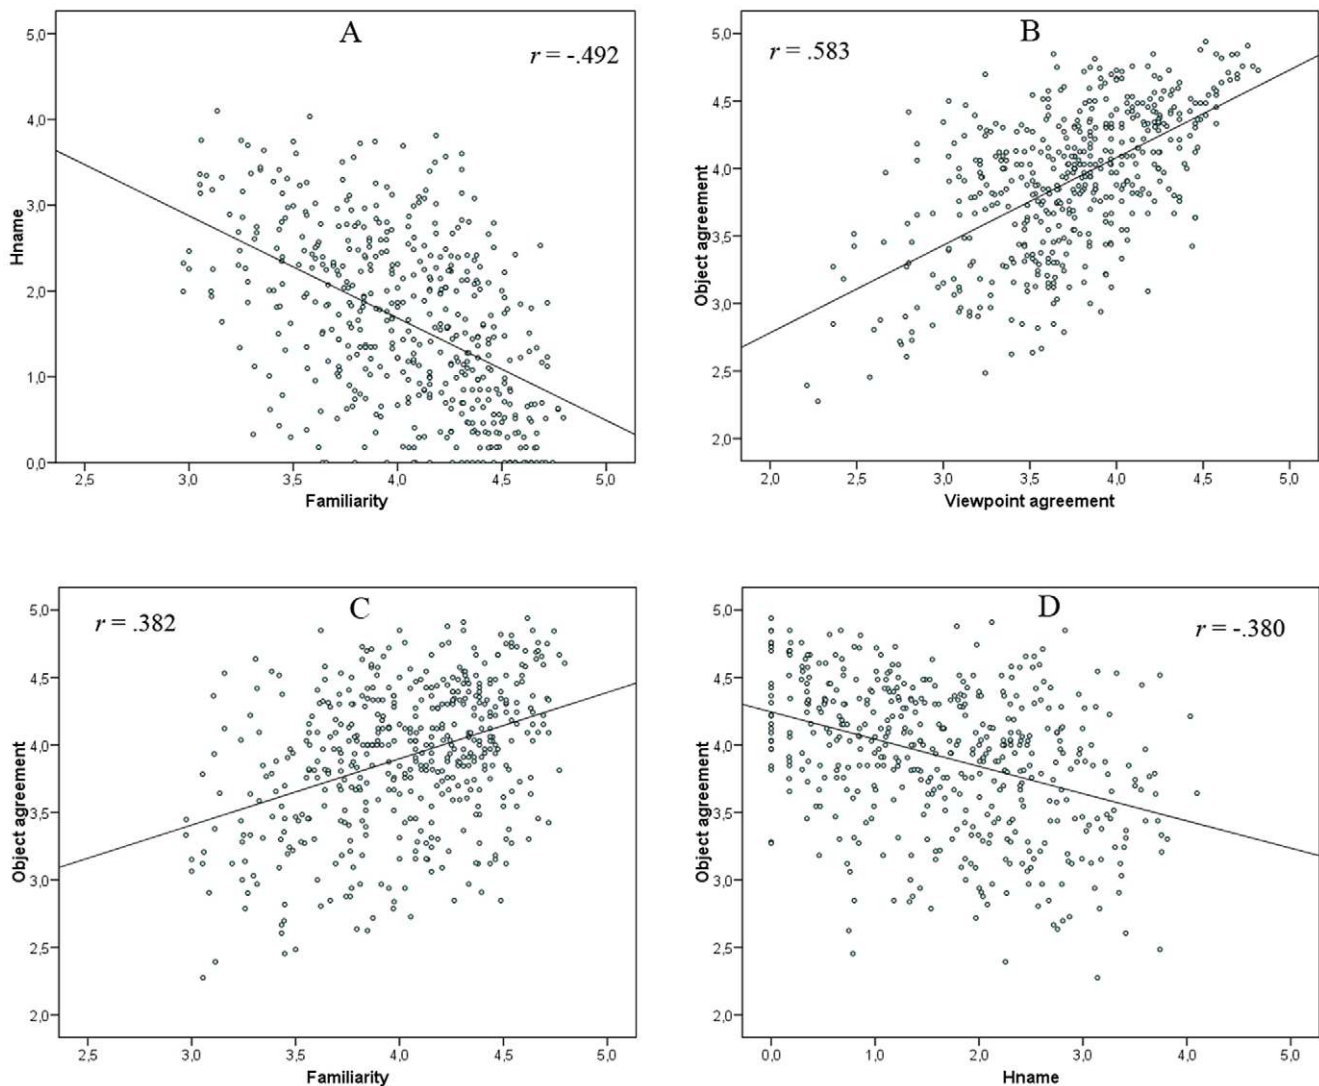 A
r = -.492
5,0
4,0
3,0
2,0
1,0
0,0
Hname
2,5 3,0 3,5 4,0 4,5 5,0
Familiarity
B
r = .583
5,0
4,5
4,0
3,5
3,0
2,5
2,0
Object agreement
2,0 2,5 3,0 3,5 4,0 4,5 5,0
Viewpoint agreement
C
r = .382
5,0
4,5
4,0
3,5
3,0
2,5
2,0
Object agreement
2,5 3,0 3,5 4,0 4,5 5,0
Familiarity
D
r = -.380
5,0
4,5
4,0
3,5
3,0
2,5
2,0
Object agreement
0,0 1,0 2,0 3,0 4,0 5,0
Hname